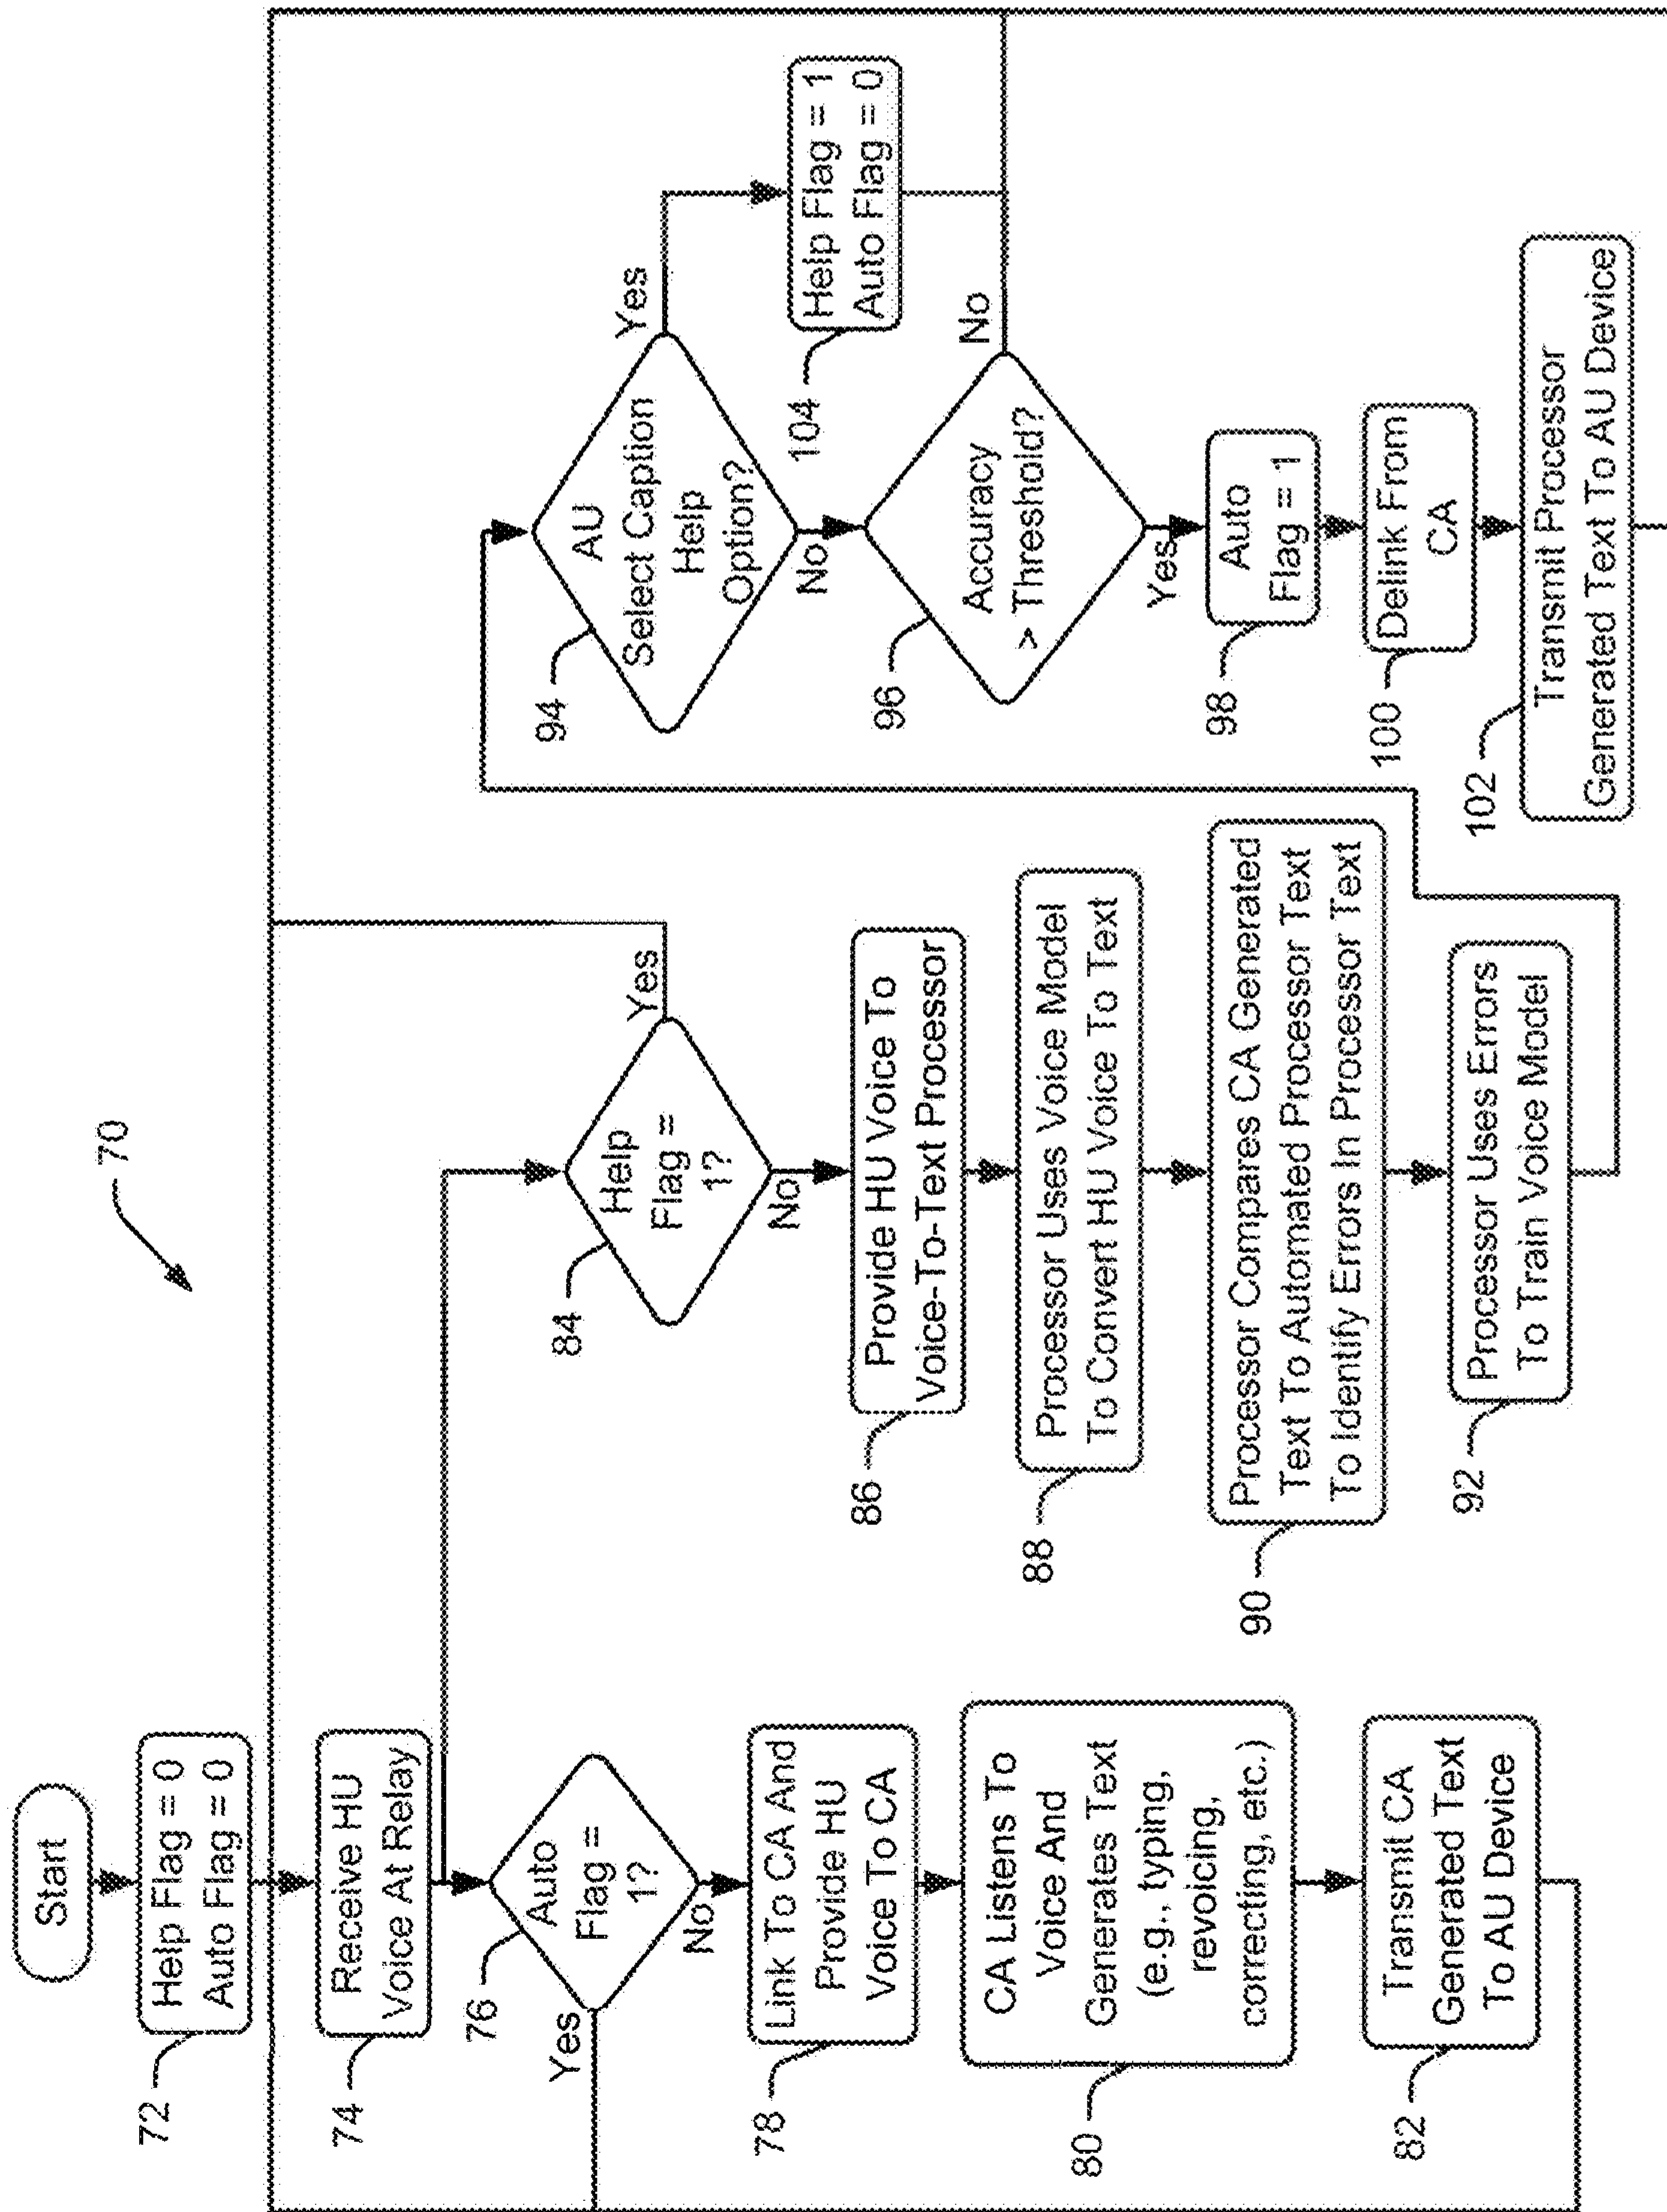 70
Start
72
Help Flag = 0
Auto Flag = 0
74
Receive HU
Voice At Relay
76
Auto
Flag =
1?
Yes
No
78
Link To CA And
Provide HU
Voice To CA
80
CA Listens To
Voice And
Generates Text
(e.g., typing,
revoicing,
correcting, etc.)
82
Transmit CA
Generated Text
To AU Device
84
Help
Flag =
1?
Yes
No
86
Provide HU Voice To
Voice-To-Text Processor
88
Processor Uses Voice Model
To Convert HU Voice To Text
90
Processor Compares CA Generated
Text To Automated Processor Text
To Identify Errors In Processor Text
92
Processor Uses Errors
To Train Voice Model
94
AU
Select Caption
Help
Option?
Yes
No
104
Help Flag = 1
Auto Flag = 0
96
Accuracy
> Threshold?
No
Yes
98
Auto
Flag = 1
100
Delink From
CA
102
Transmit Processor
Generated Text To AU Device